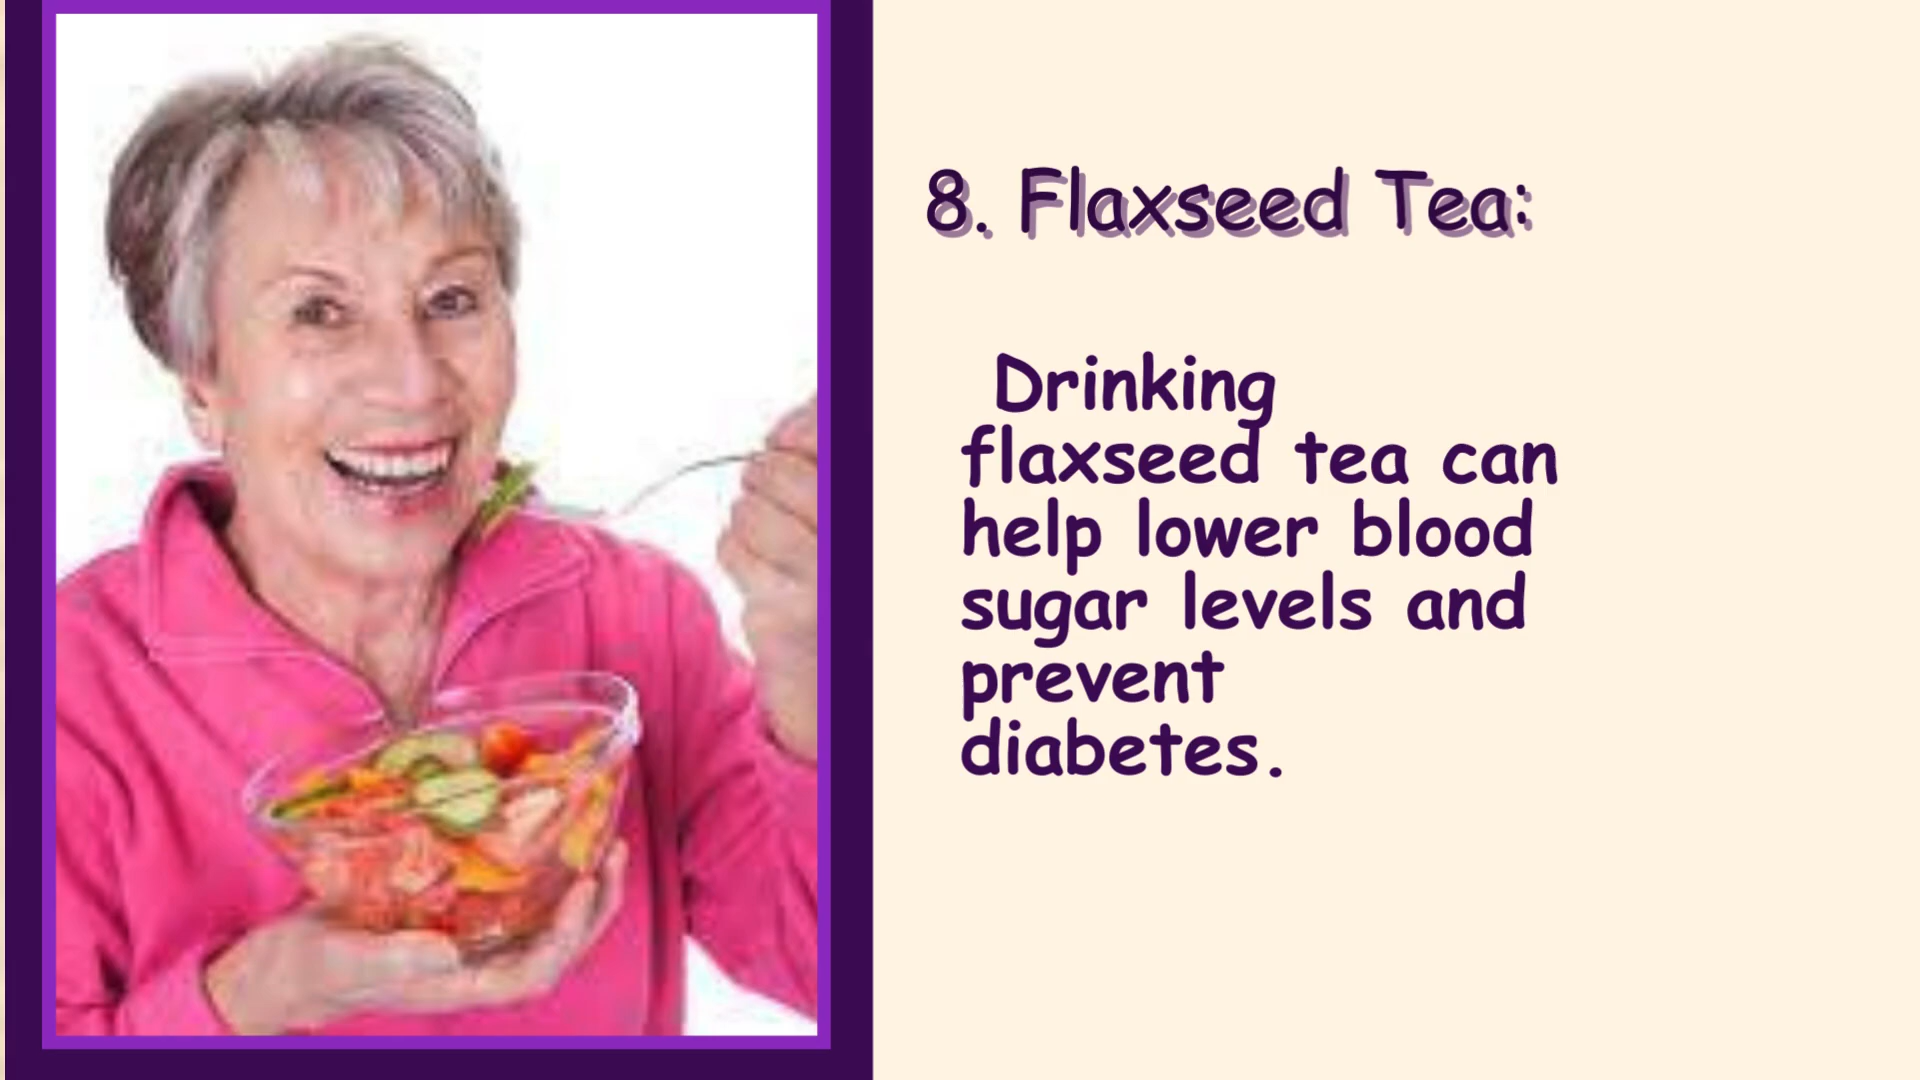 8. Flaxseed Tea:
Drinking
flaxseed tea can
help lower blood
sugar levels and
prevent
diabetes.